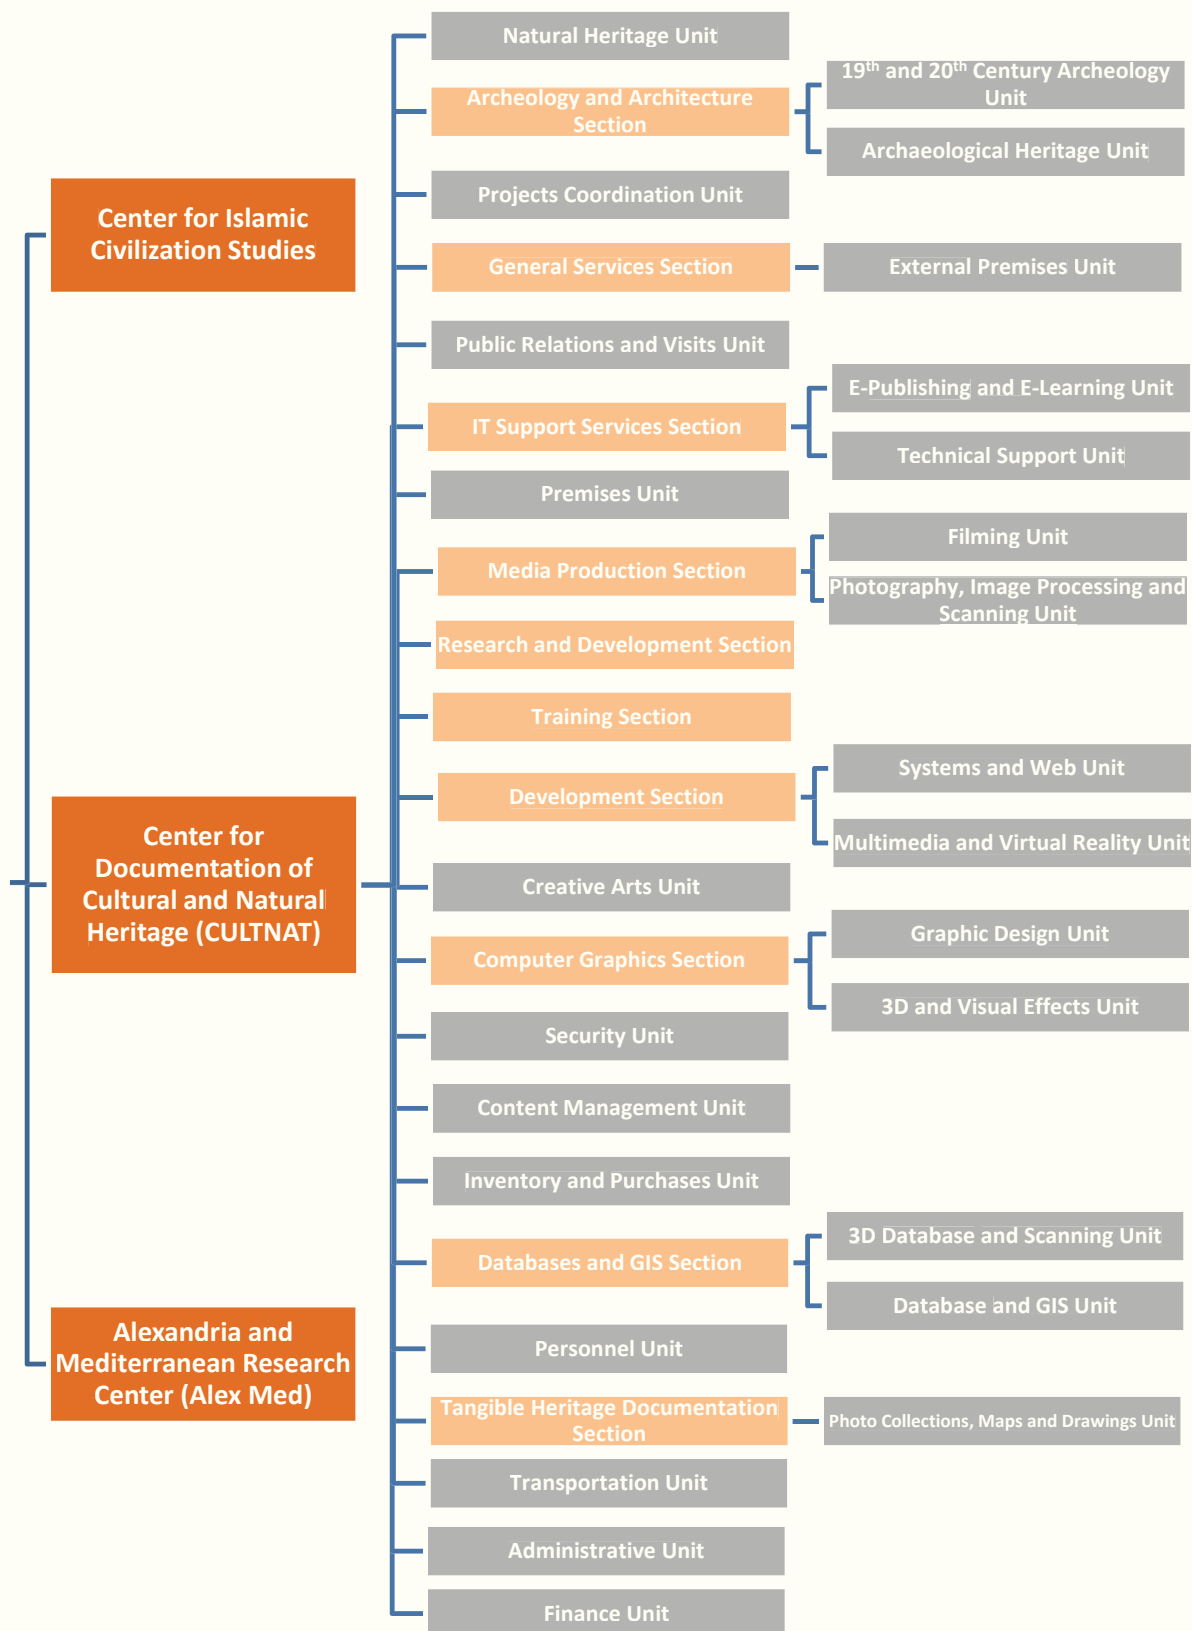 Natural Heritage Unit
19th and 20th Century Archeology
Unit
Archeology and Architecture
Section
Archaeological Heritage Unit
Center for Islamic
Civilization Studies
Projects Coordination Unit
General Services Section
External Premises Unit
Public Relations and Visits Unit
E-Publishing and E-Learning Unit
IT Support Services Section
Technical Support Unit
Premises Unit
Filming Unit
Media Production Section
Photography, Image Processing and
Scanning Unit
Research and Development Section
Training Section
Systems and Web Unit
Development Section
Multimedia and Virtual Reality Unit
Center for
Documentation of
Cultural and Natural
Heritage (CULTNAT)
Creative Arts Unit
Graphic Design Unit
Computer Graphics Section
3D and Visual Effects Unit
Security Unit
Content Management Unit
Inventory and Purchases Unit
3D Database and Scanning Unit
Databases and GIS Section
Database and GIS Unit
Alexandria and
Mediterranean Research
Center (Alex Med)
Personnel Unit
Tangible Heritage Documentation
Section
Photo Collections, Maps and Drawings Unit
Transportation Unit
Administrative Unit
Finance Unit